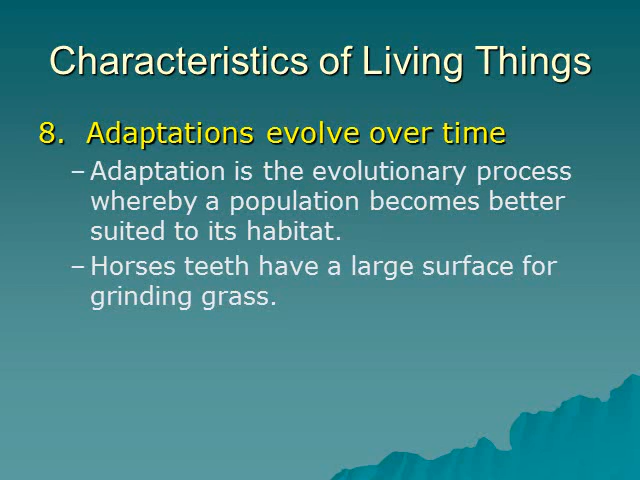 Characteristics of Living Things
8. Adaptations evolve over time
– Adaptation is the evolutionary process
whereby a population becomes better
suited to its habitat.
– Horses teeth have a large surface for
grinding grass.